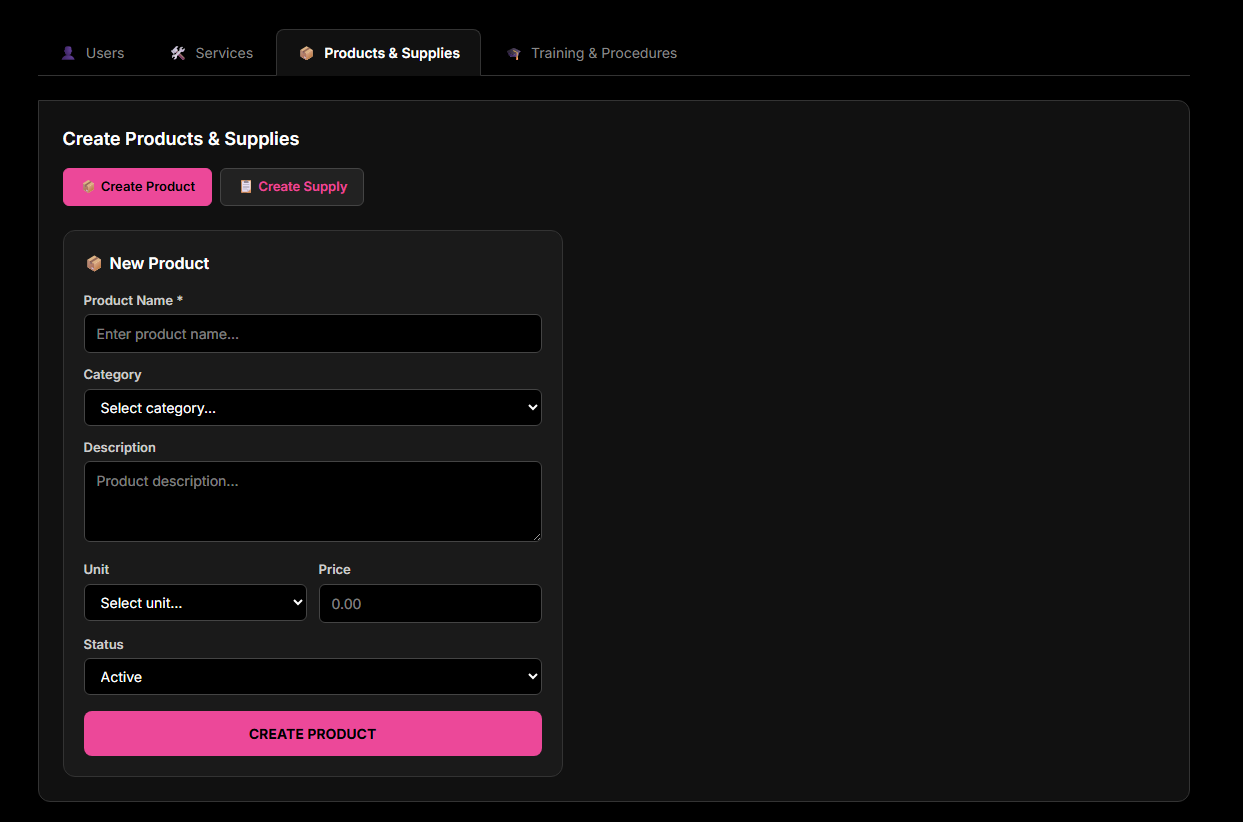 Users Services Products & Supplies Training & Procedures
Create Products & Supplies
Create Product Create Supply
New Product
Product Name *
Enter product name...
Category
Select category...
Description
Product description...
Unit Price
Select unit... 0.00
Status
Active
CREATE PRODUCT